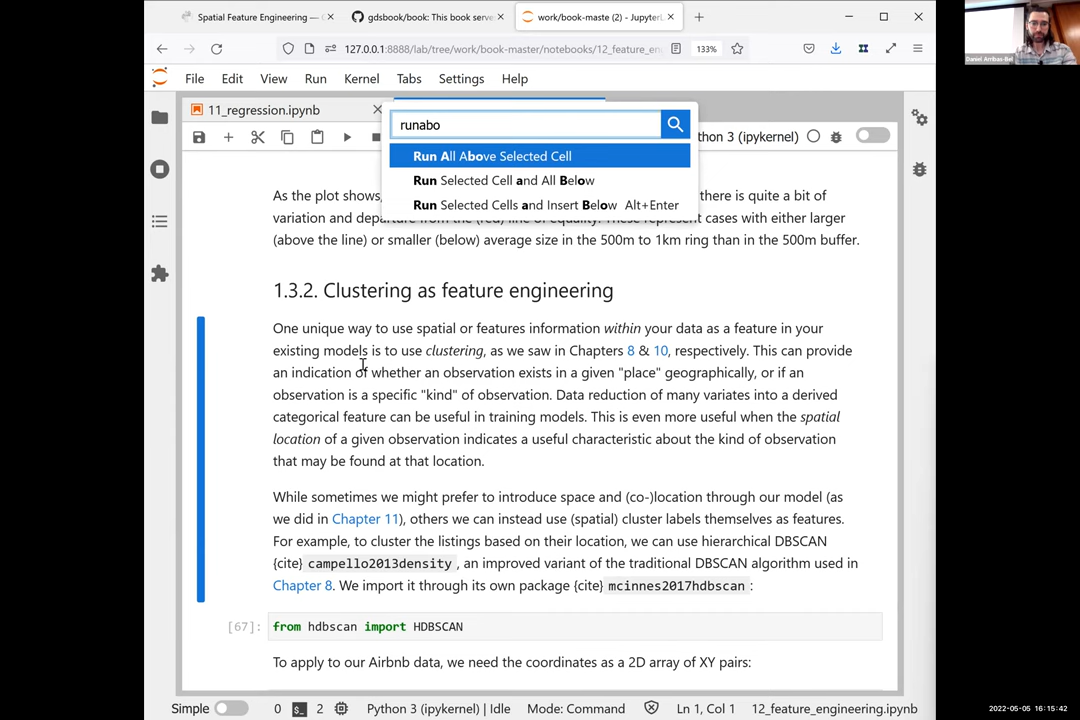 Spatial Feature Engineering —
gdsbook/book: This book serve
work/book-maste (2) - JupyterL
127.0.0.1:8888/lab/tree/work/book-master/notebooks/12_feature_en
133%
Daniel Arribas-Bel
File Edit View Run Kernel Tabs Settings Help
11_regression.ipynb
runabo
thon 3 (ipykernel)
Run All Above Selected Cell
Run Selected Cell and All Below
Run Selected Cells and Insert Below Alt+Enter
As the plot shows, there is quite a bit of
variation and departure from the (red) line of equality. These represent cases with either larger
(above the line) or smaller (below) average size in the 500m to 1km ring than in the 500m buffer.
1.3.2. Clustering as feature engineering
One unique way to use spatial or features information within your data as a feature in your
existing models is to use clustering, as we saw in Chapters 8 & 10, respectively. This can provide
an indication of whether an observation exists in a given "place" geographically, or if an
observation is a specific "kind" of observation. Data reduction of many variates into a derived
categorical feature can be useful in training models. This is even more useful when the spatial
location of a given observation indicates a useful characteristic about the kind of observation
that may be found at that location.
While sometimes we might prefer to introduce space and (co-)location through our model (as
we did in Chapter 11), others we can instead use (spatial) cluster labels themselves as features.
For example, to cluster the listings based on their location, we can use hierarchical DBSCAN
{cite} campello2013density , an improved variant of the traditional DBSCAN algorithm used in
Chapter 8. We import it through its own package {cite} mcinnes2017hdbscan :
[67]: from hdbscan import HDBSCAN
To apply to our Airbnb data, we need the coordinates as a 2D array of XY pairs:
Simple 0 2 Python 3 (ipykernel) | Idle Mode: Command Ln 1, Col 1 12_feature_engineering.ipynb
2022-05-05 16:15:42